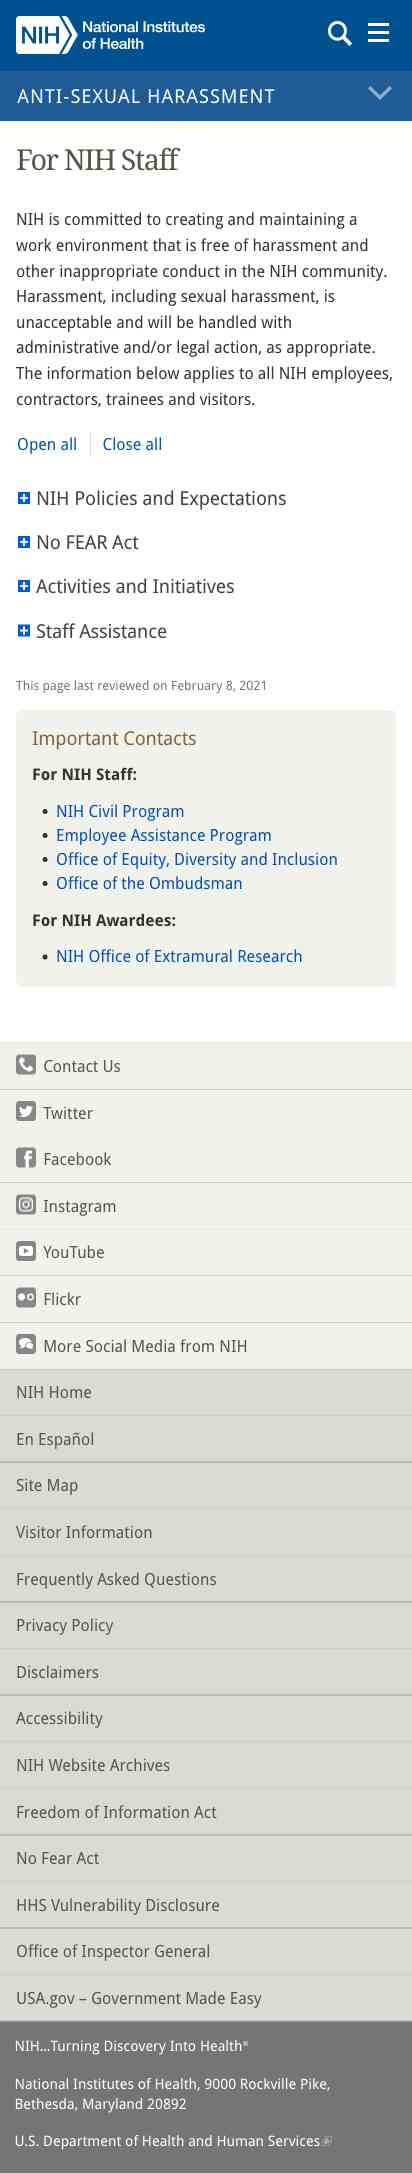 NIH National Institutes
of Health
ANTI-SEXUAL HARASSMENT
For NIH Staff
NIH is committed to creating and maintaining a
work environment that is free of harassment and
other inappropriate conduct in the NIH community.
Harassment, including sexual harassment, is
unacceptable and will be handled with
administrative and/or legal action, as appropriate.
The information below applies to all NIH employees,
contractors, trainees and visitors.
Open all Close all
NIH Policies and Expectations
No FEAR Act
Activities and Initiatives
Staff Assistance
This page last reviewed on February 8, 2021
Important Contacts
For NIH Staff:
• NIH Civil Program
• Employee Assistance Program
• Office of Equity, Diversity and Inclusion
• Office of the Ombudsman
For NIH Awardees:
• NIH Office of Extramural Research
Contact Us
Twitter
Facebook
Instagram
YouTube
Flickr
More Social Media from NIH
NIH Home
En Español
Site Map
Visitor Information
Frequently Asked Questions
Privacy Policy
Disclaimers
Accessibility
NIH Website Archives
Freedom of Information Act
No Fear Act
HHS Vulnerability Disclosure
Office of Inspector General
USA.gov – Government Made Easy
NIH...Turning Discovery Into Health®
National Institutes of Health, 9000 Rockville Pike,
Bethesda, Maryland 20892
U.S. Department of Health and Human Services